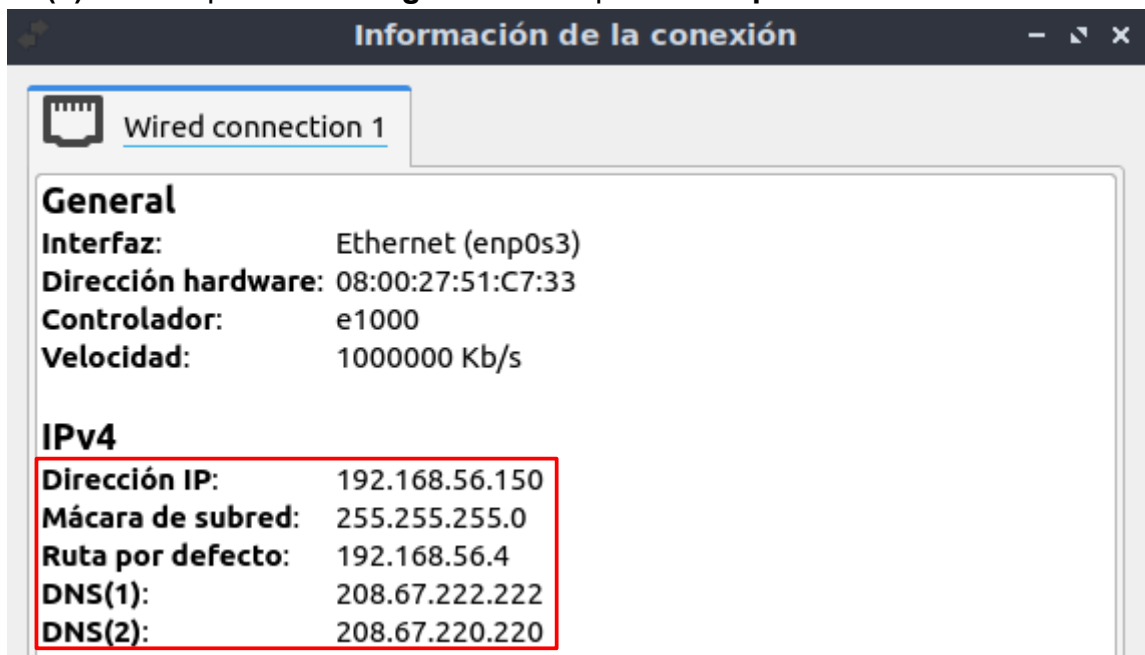 Información de la conexión
Wired connection 1
General
Interfaz: Ethernet (enp0s3)
Dirección hardware: 08:00:27:51:C7:33
Controlador: e1000
Velocidad: 1000000 Kb/s
IPv4
Dirección IP: 192.168.56.150
Mácara de subred: 255.255.255.0
Ruta por defecto: 192.168.56.4
DNS(1): 208.67.222.222
DNS(2): 208.67.220.220